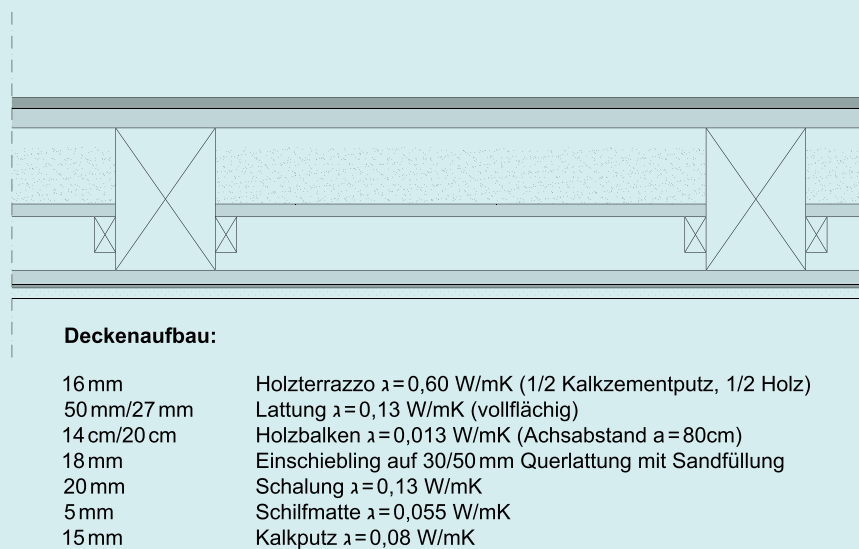 Deckenaufbau:
16 mm Holzterrazzo λ = 0,60 W/mK (1/2 Kalkzementputz, 1/2 Holz)
50 mm/27 mm Lattung λ = 0,13 W/mK (vollflächig)
14 cm/20 cm Holzbalken λ = 0,013 W/mK (Achsabstand a = 80cm)
18 mm Einschiebling auf 30/50 mm Querlattung mit Sandfüllung
20 mm Schalung λ = 0,13 W/mK
5 mm Schilfmatte λ = 0,055 W/mK
15 mm Kalkputz λ = 0,08 W/mK